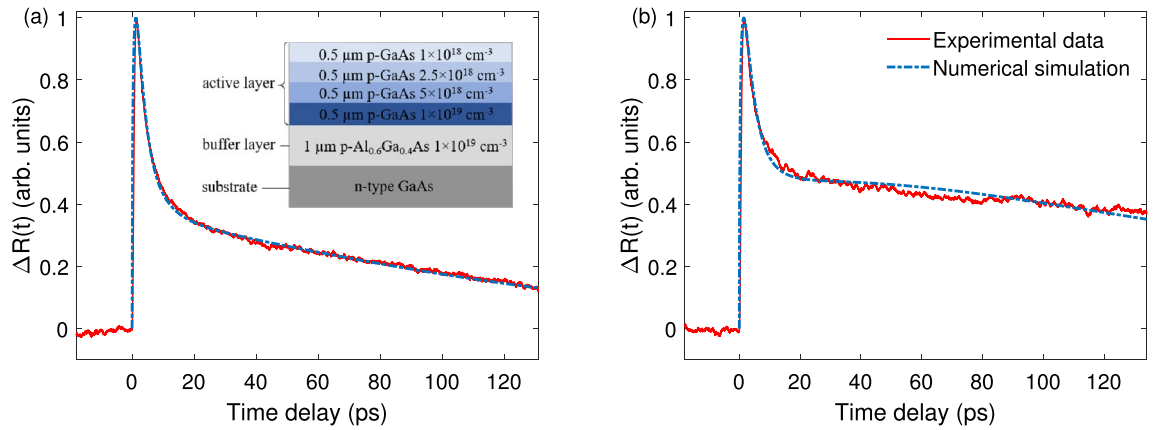 (a)
1
0.8
0.6
0.4
0.2
0
ΔR(t) (arb. units)
0 20 40 60 80 100 120
Time delay (ps)
active layer
0.5 μm p-GaAs 1×10¹⁸ cm⁻³
0.5 μm p-GaAs 2.5×10¹⁸ cm⁻³
0.5 μm p-GaAs 5×10¹⁸ cm⁻³
0.5 μm p-GaAs 1×10¹⁹ cm⁻³
buffer layer
1 μm p-Al₀.₆Ga₀.₄As 1×10¹⁹ cm⁻³
substrate
n-type GaAs
(b)
1
0.8
0.6
0.4
0.2
0
ΔR(t) (arb. units)
0 20 40 60 80 100 120
Time delay (ps)
Experimental data
Numerical simulation